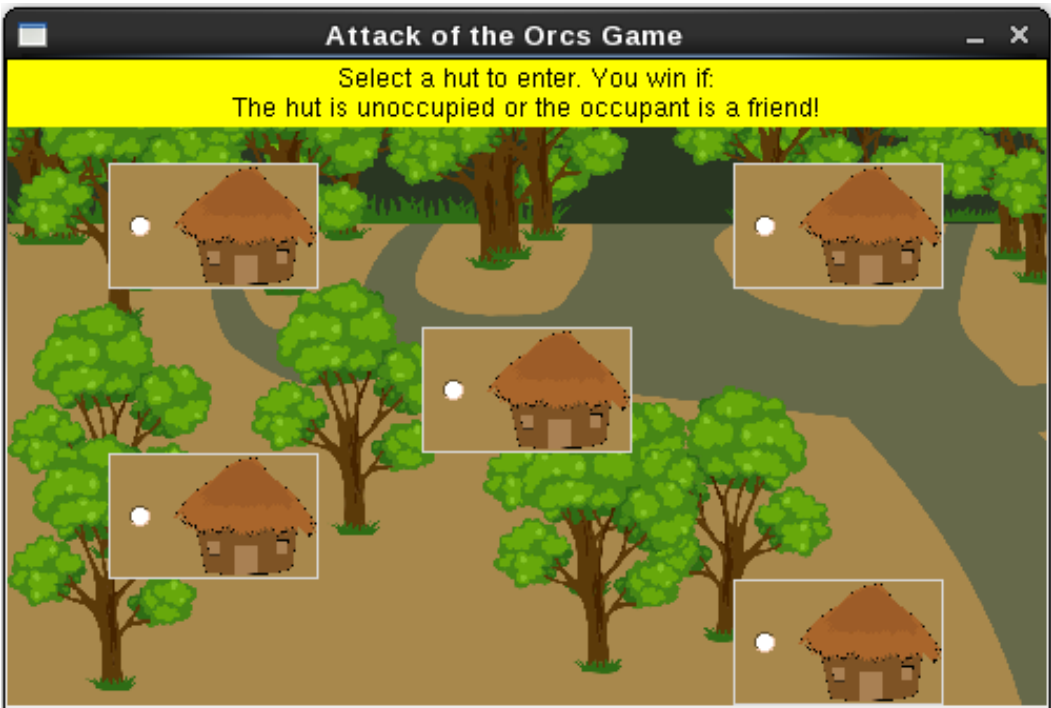 Attack of the Orcs Game
Select a hut to enter. You win if:
The hut is unoccupied or the occupant is a friend!